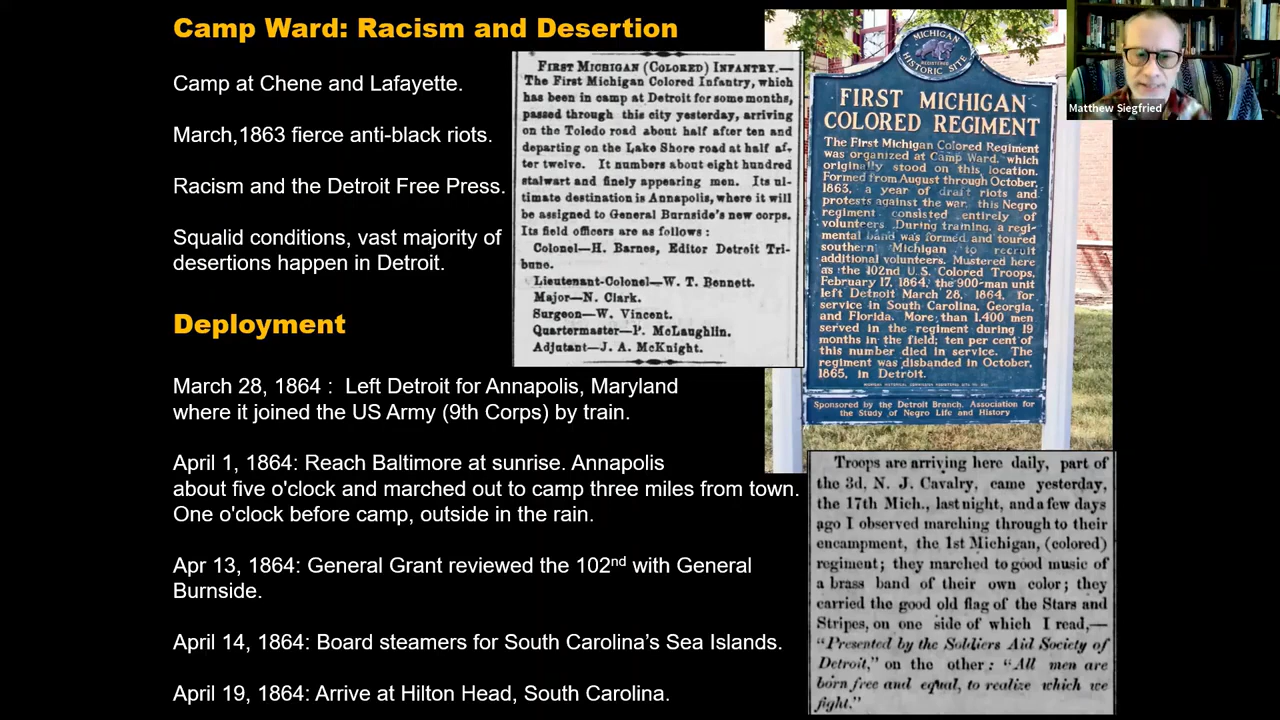 Camp Ward: Racism and Desertion
Camp at Chene and Lafayette.
March,1863 fierce anti-black riots.
Racism and the Detroit Free Press.
Squalid conditions, vast majority of
desertions happen in Detroit.
Deployment
March 28, 1864 :  Left Detroit for Annapolis, Maryland
where it joined the US Army (9th Corps) by train.
April 1, 1864: Reach Baltimore at sunrise. Annapolis
about five o'clock and marched out to camp three miles from town.
One o'clock before camp, outside in the rain.
Apr 13, 1864: General Grant reviewed the 102nd with General
Burnside.
April 14, 1864: Board steamers for South Carolina’s Sea Islands.
April 19, 1864: Arrive at Hilton Head, South Carolina.
First Michigan (Colored) Infantry.—
The First Michigan Colored Infantry, which
has been in camp at Detroit for some months,
passed through this city yesterday, arriving
on the Toledo road about half after ten and
departing on the Lake Shore road at half af-
ter twelve. It numbers about eight hundred
stalwart and finely appearing men. Its ul-
timate destination is Annapolis, where it will
be assigned to General Burnside's new corps.
Its field officers are as follows :
Colonel—H. Barnes, Editor Detroit Tri-
bune.
Lieutenant-Colonel—W. T. Bennett.
Major—N. Clark.
Surgeon—W. Vincent.
Quartermaster—P. McLaughlin.
Adjutant—J. A. McKnight.
MICHIGAN
REGISTERED
HISTORIC SITE
FIRST MICHIGAN
COLORED REGIMENT
The First Michigan Colored Regiment
was organized at Camp Ward, which
originally stood on this location.
Formed from August through October,
1863, a year of draft riots and
protests against the war, this Negro
regiment consisted entirely of
volunteers. During training, a regi-
mental band was formed and toured
southern Michigan to recruit
additional volunteers. Mustered here
as the 102nd U.S. Colored Troops,
February 17, 1864, the 900-man unit
left Detroit March 28, 1864, for
service in South Carolina, Georgia,
and Florida. More than 1,400 men
served in the regiment during 19
months in the field; ten per cent of
this number died in service. The
regiment was disbanded in October,
1865, in Detroit.
MICHIGAN HISTORICAL COMMISSION REGISTERED SITE NO.
Sponsored by the Detroit Branch, Association for
the Study of Negro Life and History
Troops are arriving here daily, part of
the 3d, N. J. Cavalry, came yesterday,
the 17th Mich., last night, and a few days
ago I observed marching through to their
encampment, the 1st Michigan, (colored)
regiment; they marched to good music of
a brass band of their own color; they
carried the good old flag of the Stars and
Stripes, on one side of which I read,—
“Presented by the Soldiers Aid Society of
Detroit,” on the other: “All men are
born free and equal, to realize which we
fight.”
Matthew Siegfried